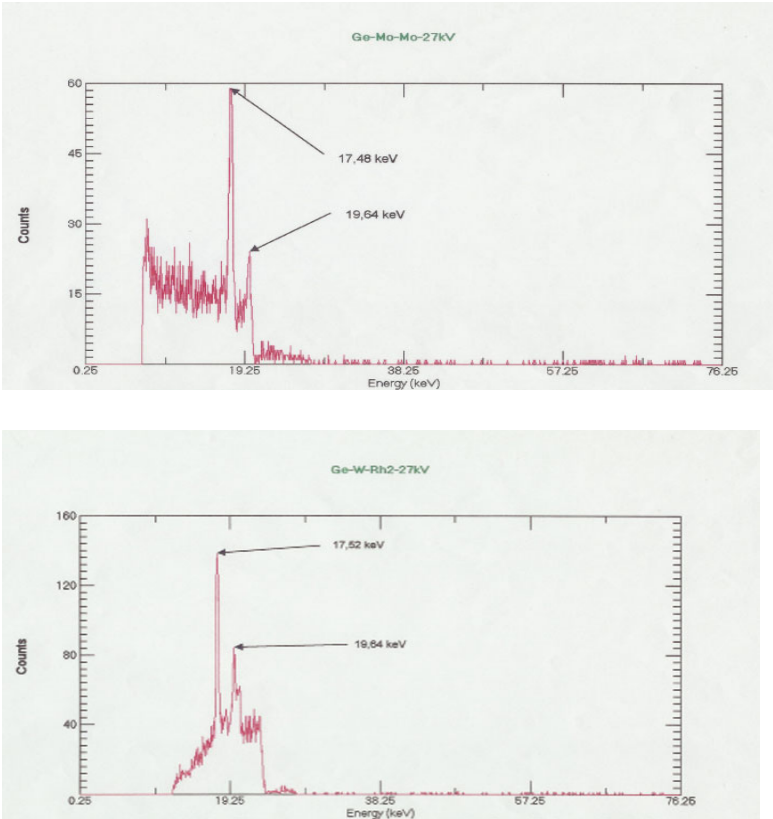 Ge-Mo-Mo-27kV
60
45
30
15
0
17,48 keV
19,64 keV
Counts
0.25 19.25 38.25 57.25 76.25
Energy (keV)
Ge-W-Rh2-27kV
160
120
80
40
0
17,52 keV
19,64 keV
Counts
0.25 19.25 38.25 57.25 76.25
Energy (keV)